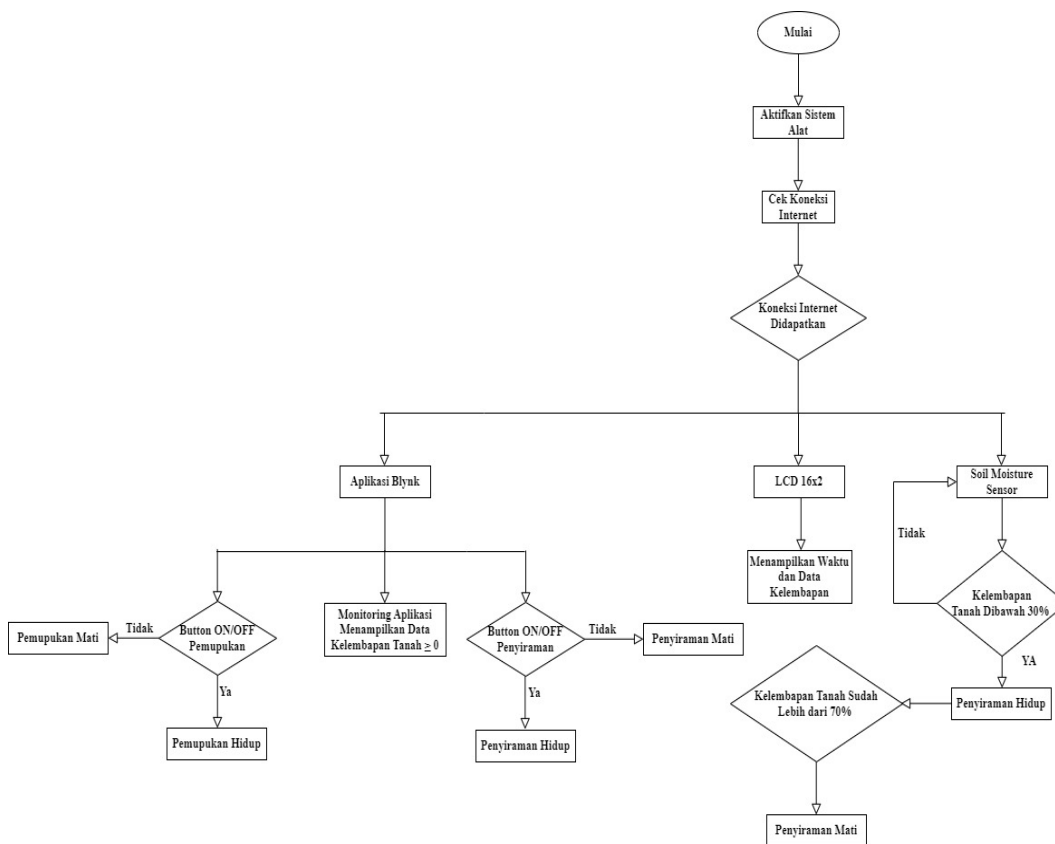 Mulai
Aktifkan Sistem
Alat
Cek Koneksi
Internet
Koneksi Internet
Didapatkan
Aplikasi Blynk
LCD 16x2
Soil Moisture
Sensor
Tidak
Menampilkan Waktu
dan Data
Kelembapan
Kelembapan
Tanah Dibawah 30%
YA
Penyiraman Hidup
Pemupukan Mati
Tidak
Button ON/OFF
Pemupukan
Ya
Pemupukan Hidup
Monitoring Aplikasi
Menampilkan Data
Kelembapan Tanah ≥ 0
Button ON/OFF
Penyiraman
Tidak
Penyiraman Mati
Ya
Penyiraman Hidup
Kelembapan Tanah Sudah
Lebih dari 70%
Penyiraman Mati